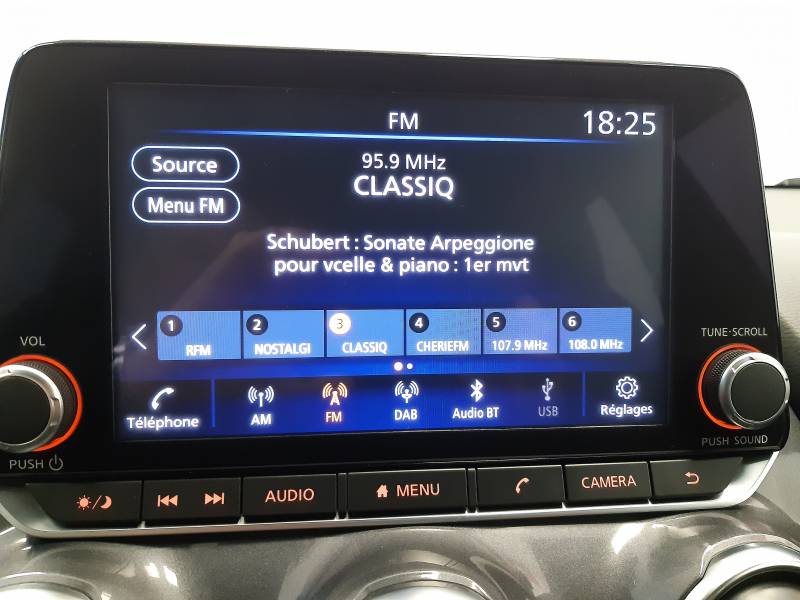 FM
18:25
Source
95.9 MHz
CLASSIQ
Menu FM
Schubert : Sonate Arpeggione
pour vcelle & piano : 1er mvt
1
RFM
2
NOSTALGI
3
CLASSIQ
4
CHERIEFM
5
107.9 MHz
6
108.0 MHz
Téléphone
AM
FM
DAB
Audio BT
USB
Réglages
VOL
PUSH
TUNE·SCROLL
PUSH SOUND
AUDIO
MENU
CAMERA